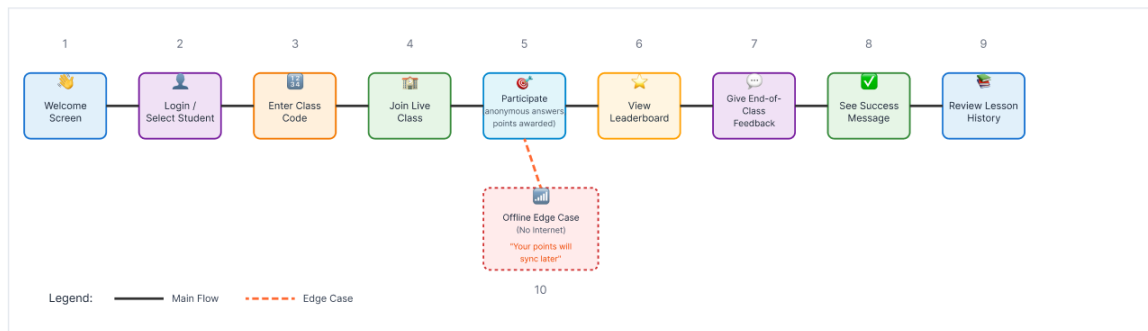 1
2
3
4
5
6
7
8
9
Welcome
Screen
Login /
Select Student
Enter Class
Code
Join Live
Class
Participate
(anonymous answers,
points awarded)
View
Leaderboard
Give End-of-
Class
Feedback
See Success
Message
Review Lesson
History
Offline Edge Case
(No Internet)
"Your points will
sync later"
10
Legend:
Main Flow
Edge Case